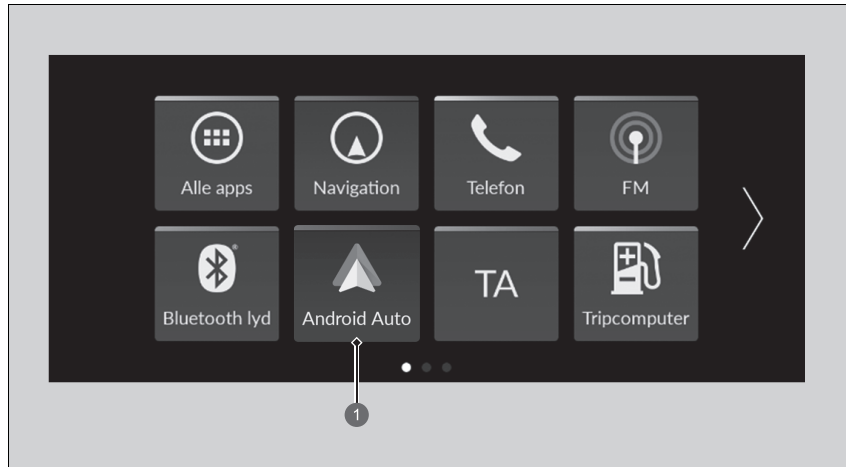 Alle apps
Navigation
Telefon
FM
Bluetooth lyd
Android Auto
TA
Tripcomputer
1